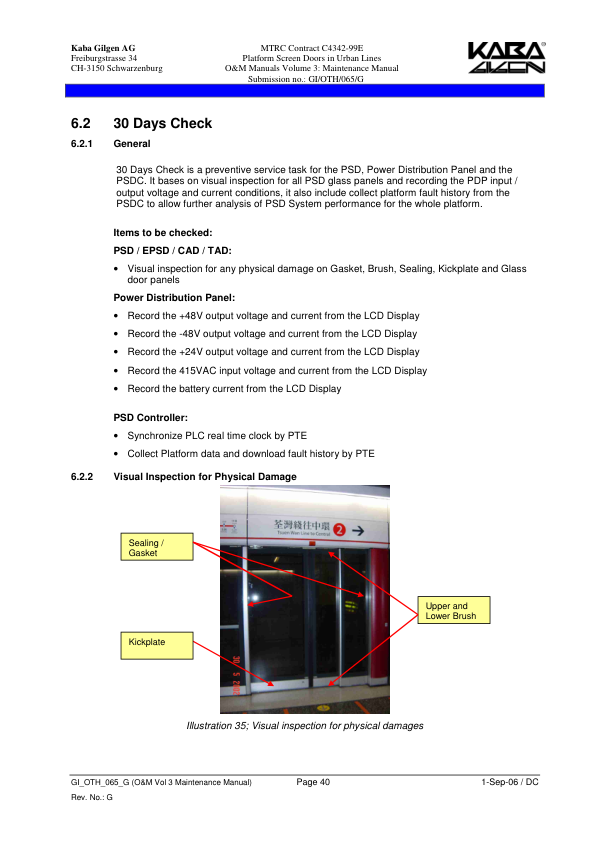 Kaba Gilgen AG
Freiburgstrasse 34
CH-3150 Schwarzenburg
MTRC Contract C4342-99E
Platform Screen Doors in Urban Lines
O&M Manuals Volume 3: Maintenance Manual
Submission no.: GI/OTH/065/G
KABA®
GILGEN
6.2 30 Days Check
6.2.1 General
30 Days Check is a preventive service task for the PSD, Power Distribution Panel and the
PSDC. It bases on visual inspection for all PSD glass panels and recording the PDP input /
output voltage and current conditions, it also include collect platform fault history from the
PSDC to allow further analysis of PSD System performance for the whole platform.
Items to be checked:
PSD / EPSD / CAD / TAD:
• Visual inspection for any physical damage on Gasket, Brush, Sealing, Kickplate and Glass
door panels
Power Distribution Panel:
• Record the +48V output voltage and current from the LCD Display
• Record the -48V output voltage and current from the LCD Display
• Record the +24V output voltage and current from the LCD Display
• Record the 415VAC input voltage and current from the LCD Display
• Record the battery current from the LCD Display
PSD Controller:
• Synchronize PLC real time clock by PTE
• Collect Platform data and download fault history by PTE
6.2.2 Visual Inspection for Physical Damage
荃灣綫往中環 2
Tsuen Wan Line to Central
Sealing /
Gasket
Upper and
Lower Brush
Kickplate
Illustration 35; Visual inspection for physical damages
GI_OTH_065_G (O&M Vol 3 Maintenance Manual) Page 40 1-Sep-06 / DC
Rev. No.: G